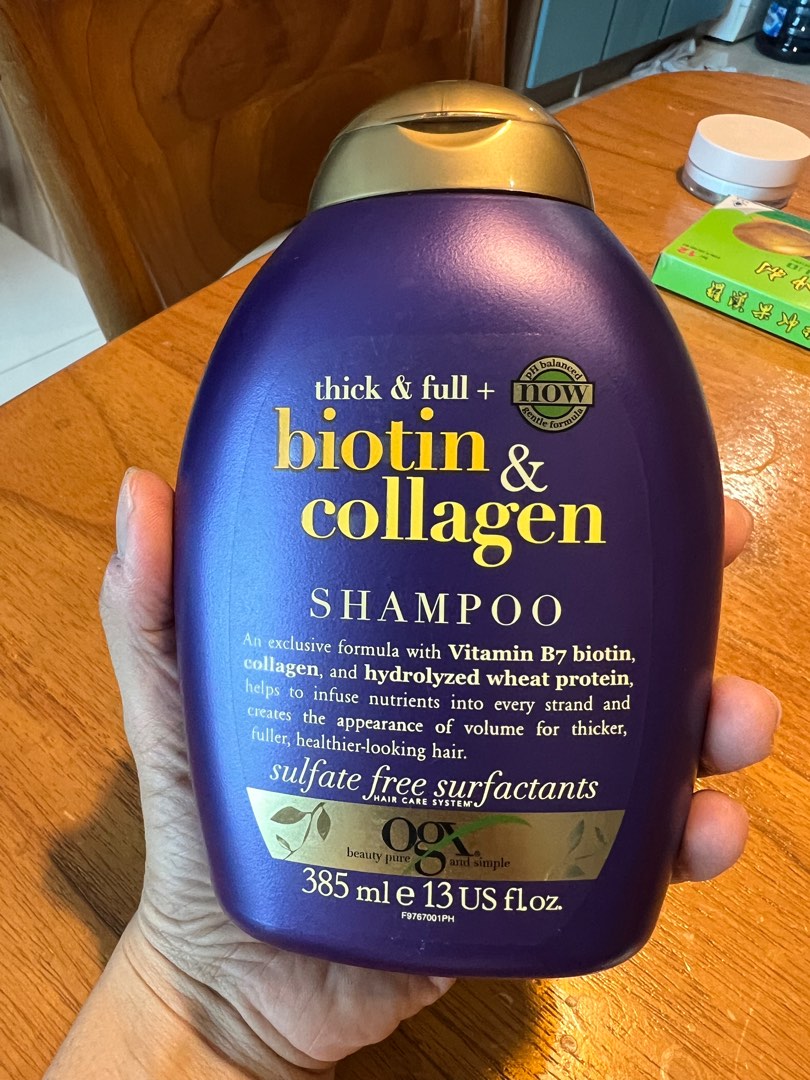 thick & full +
pH balanced
now
gentle formula
biotin &
collagen
SHAMPOO
An exclusive formula with Vitamin B7 biotin,
collagen, and hydrolyzed wheat protein,
helps to infuse nutrients into every strand and
creates the appearance of volume for thicker,
fuller, healthier-looking hair.
sulfate free surfactants
HAIR CARE SYSTEM
ogx
beauty pure and simple
385 ml e 13 US fl.oz.
F9767001PH
12